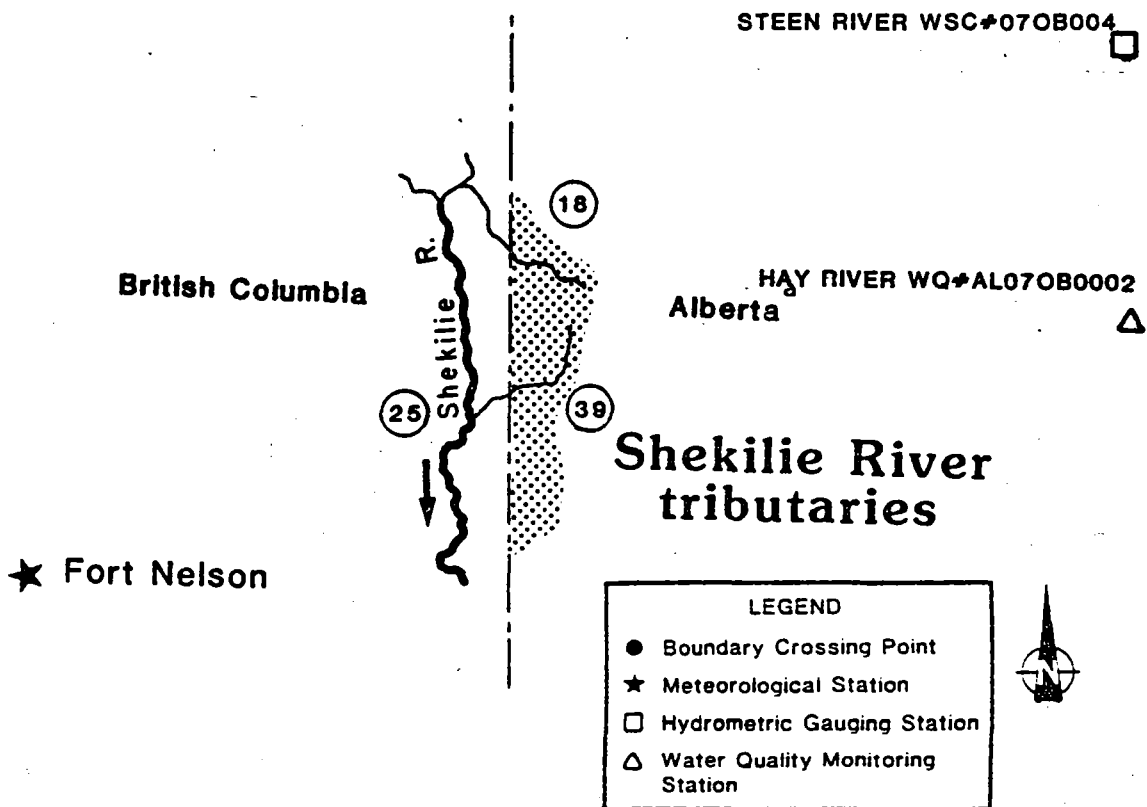 STEEN RIVER WSC#07OB004
18
British Columbia
Shekilie R.
HAY RIVER WQ#AL07OB0002
Alberta
25
39
Shekilie River
tributaries
Fort Nelson
LEGEND
Boundary Crossing Point
Meteorological Station
Hydrometric Gauging Station
Water Quality Monitoring
Station
N